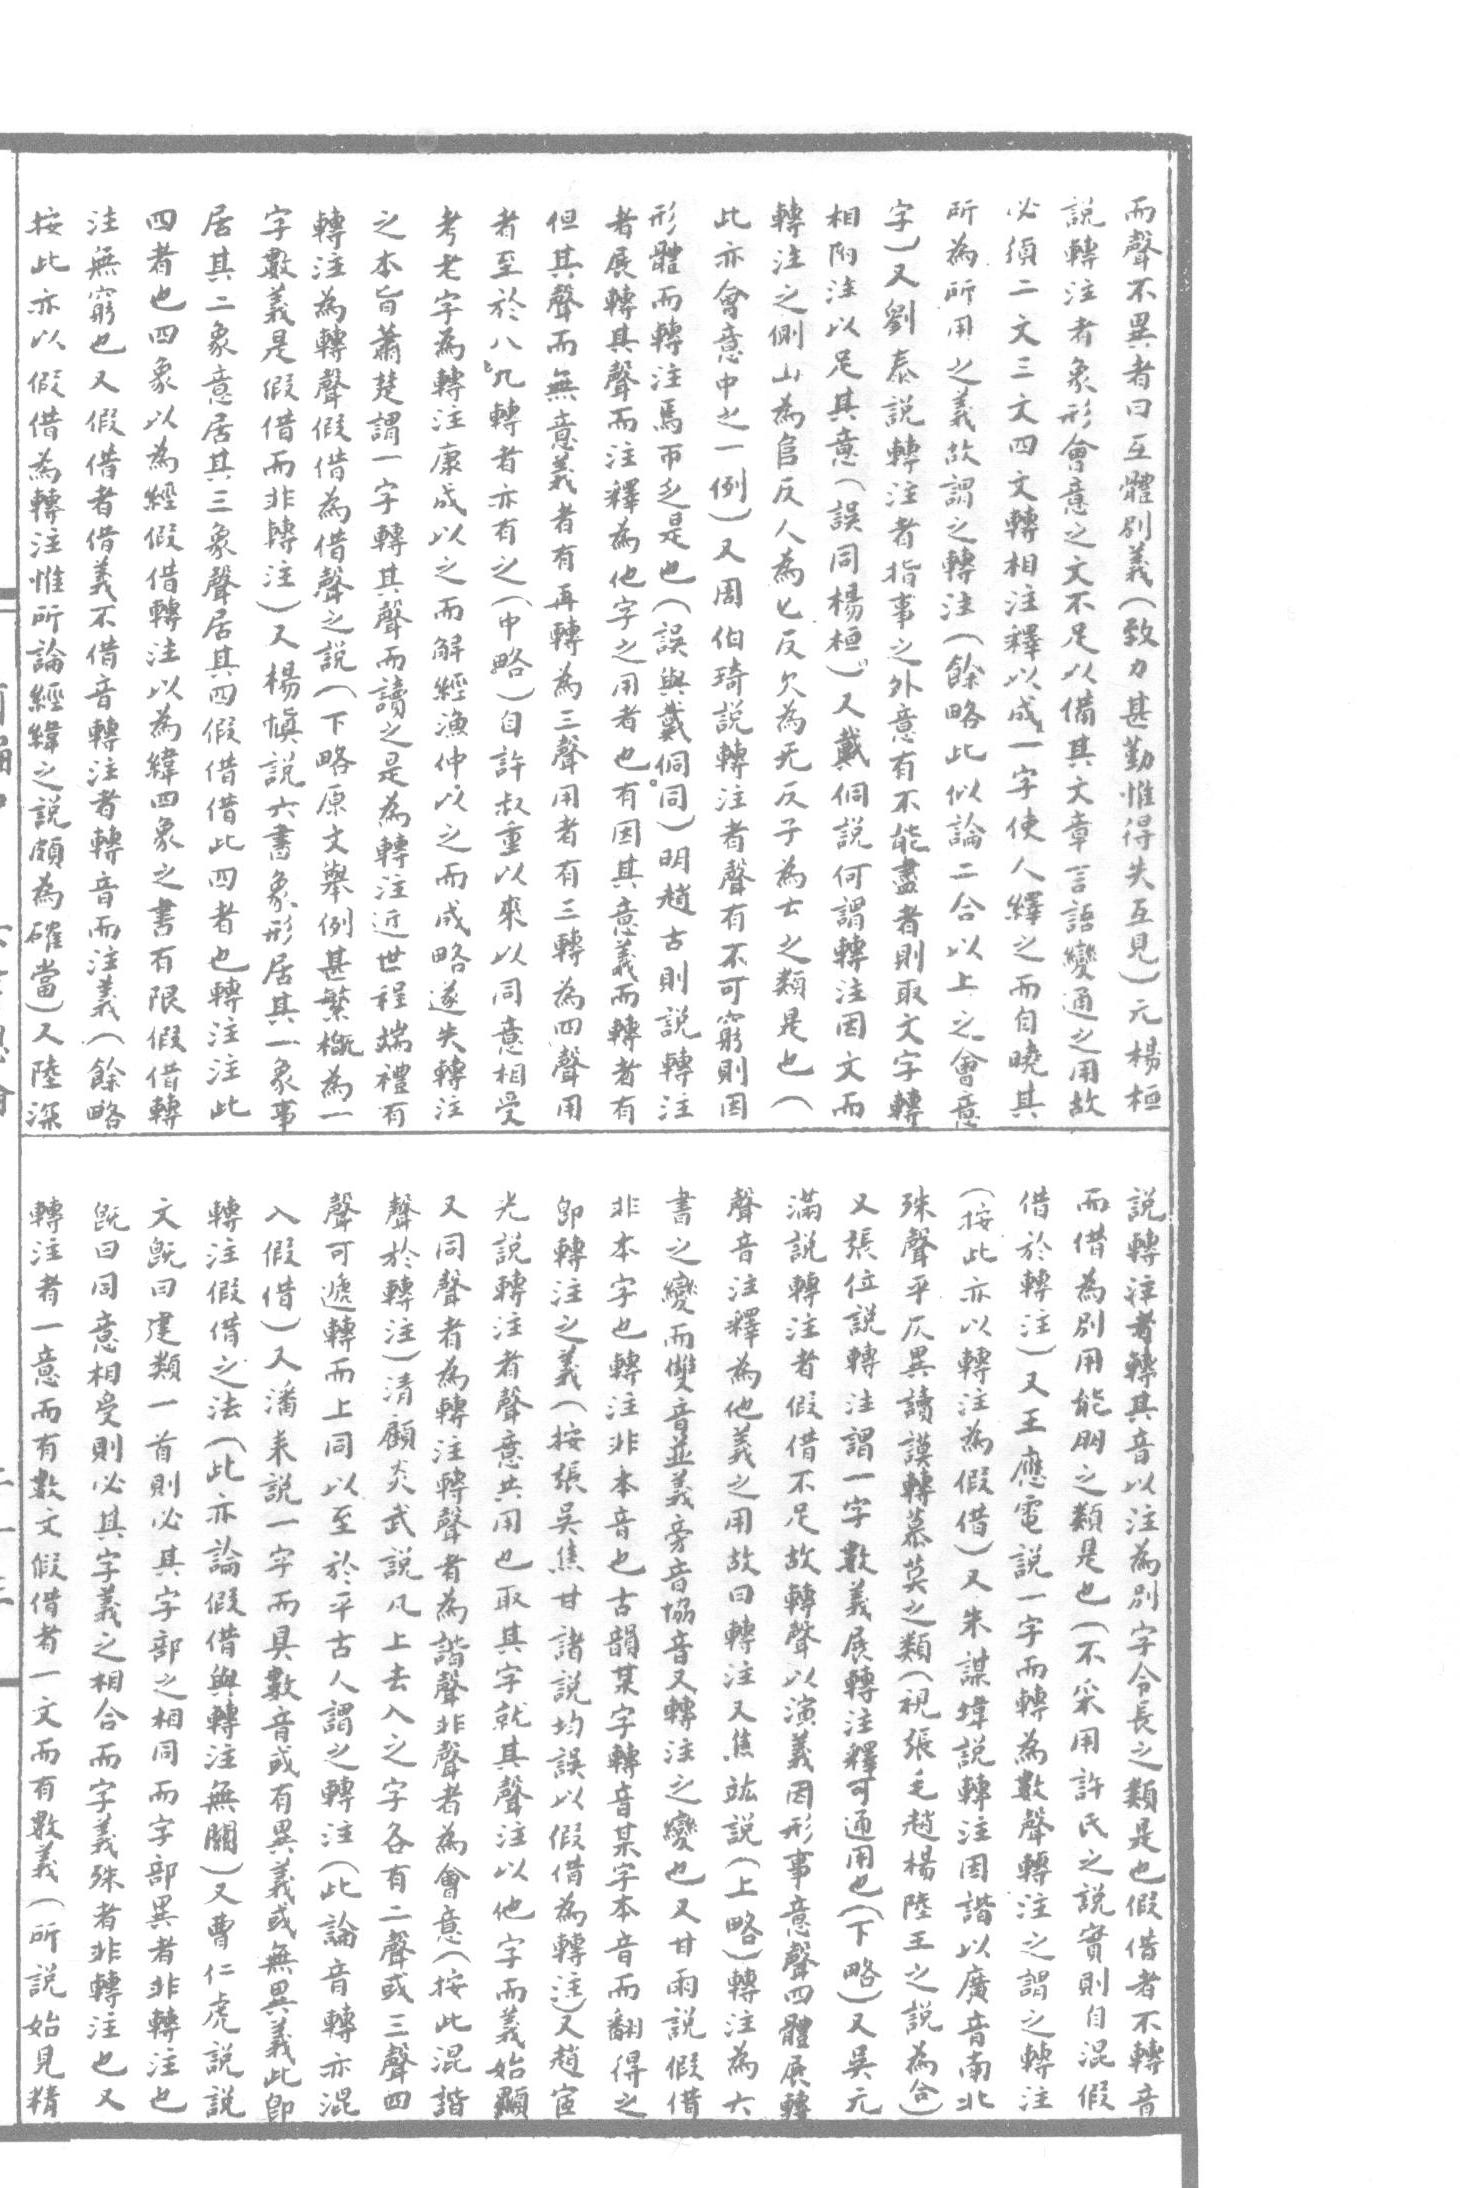 而聲不異者曰互體別義(致力甚勤惟得失互見)元楊桓
說轉注者象形會意之文不足以備其文章言語變通之用故
必須二文三文四文轉相注釋以成一字使人繹之而自曉其
所為所用之義故謂之轉注(餘略此似論二合以上之會意
字)又劉泰說轉注者指事之外意有不能盡者則取文字轉
相附注以足其意(誤同楊桓)又戴侗說何謂轉注因文而
轉注之側山為𨸏反人為匕反欠為旡反子為𠫓之類是也(
此亦會意中之一例)又周伯琦說轉注者聲有不可窮則因
形體而轉注焉帀乏是也(誤與戴侗同)明趙古則說轉注
者展轉其聲而注釋為他字之用者也有因其意義而轉者有
但其聲而無意義者有再轉為三聲用者有三轉為四聲用
者至於八九轉者亦有之(中略)自許叔重以來以同意相受
考老字為轉注康成以之而解經漁仲以之而成略遂失轉注
之本旨蕭楚謂一字轉其聲而讀之是為轉注近世程端禮有
轉注為轉聲假借為借聲之說(下略原文舉例甚繁概為一
字數義是假借而非轉注)又楊慎說六書象形居其一象事
居其二象意居其三象聲居其四假借借此四者也轉注注此
四者也四象以為經假借轉注以為緯四象之書有限假借轉
注無窮也又假借者借義不借音轉注者轉音而注義(餘略
按此亦以假借為轉注惟所論經緯之說頗為確當)又陸深
說轉注者轉其音以注為別字令長之類是也假借者不轉音
而借為別用能朋之類是也(不采用許氏之說實則自混假
借於轉注)又王應電說一字而轉為數聲轉注之謂之轉注
(按此亦以轉注為假借)又朱謀㙔說轉注因諧以廣音南北
殊聲平仄異讀謨轉慕莫之類(視張毛趙楊陸王之說為合)
又張位說轉注謂一字數義展轉注釋可通用也(下略)又吳元
滿說轉注者假借不足故轉聲以演義因形事意聲四體展轉
聲音注釋為他義之用故曰轉注又焦竑說(上略)轉注為六
書之變而雙音並義旁音協音又轉注之變也又甘雨說假借
非本字也轉注非本音也古韻某字轉音某字本音而翻得之
即轉注之義(按張吳焦甘諸說均誤以假借為轉注)又趙宧
光說轉注者聲意共用也取其字就其聲注以他字而義始顯
又同聲者為轉注轉聲者為諧聲非聲者為會意(按此混諧
聲於轉注)清顧炎武說凡上去入之字各有二聲或三聲四
聲可遞轉而上同以至於平古人謂之轉注(此論音轉亦混
入假借)又潘耒說一字而具數音或有異義或無異義此即
轉注假借之法(此亦論假借與轉注無關)又曹仁虎說說
文既曰建類一首則必其字部之相同而字部異者非轉注也
既曰同意相受則必其字義之相合而字義殊者非轉注也又
轉注者一意而有數文假借者一文而有數義(所說始見精